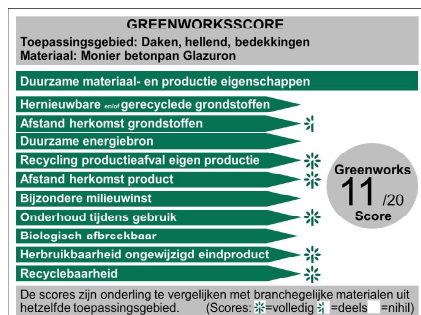 GREENWORKSSCORE
Toepassingsgebied: Daken, hellend, bedekkingen
Materiaal: Monier betonpan Glazuron
Duurzame materiaal- en productie eigenschappen
Hernieuwbare en/of gerecyclede grondstoffen
Afstand herkomst grondstoffen
Duurzame energiebron
Recycling productieafval eigen productie
Afstand herkomst product
Bijzondere milieuwinst
Onderhoud tijdens gebruik
Biologisch afbreekbaar
Herbruikbaarheid ongewijzigd eindproduct
Recyclebaarheid
Greenworks
11 /20
Score
De scores zijn onderling te vergelijken met branchegelijke materialen uit
hetzelfde toepassingsgebied. (Scores: =volledig =deels =nihil)